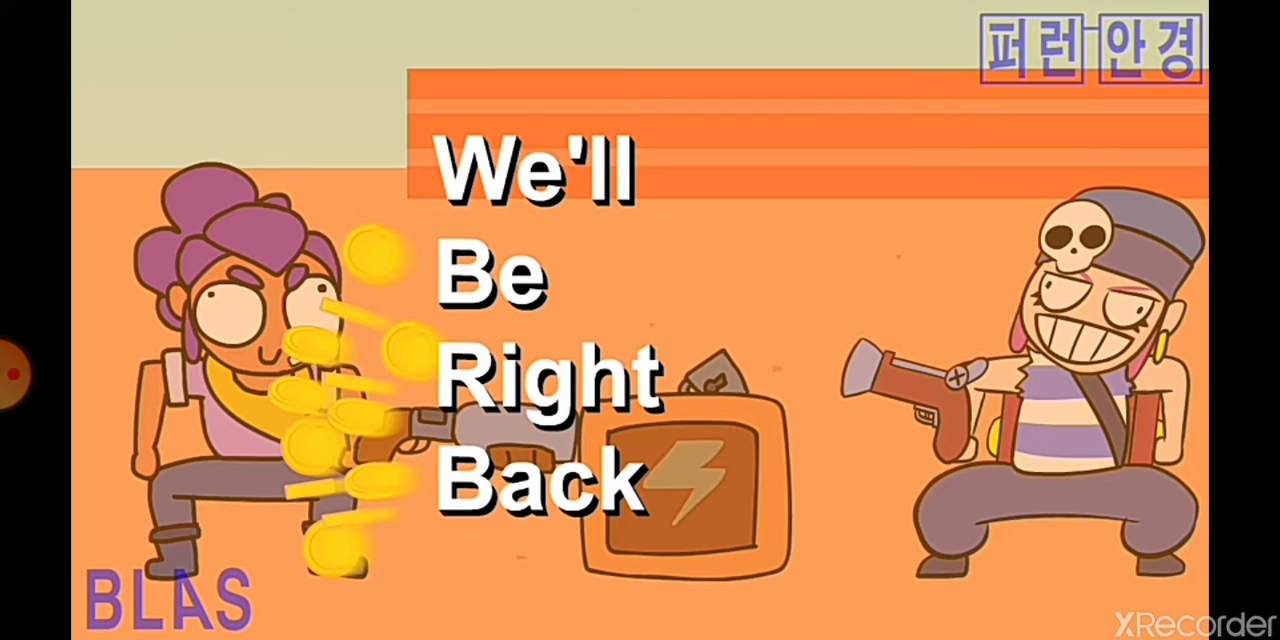 퍼런-안경
We'll
Be
Right
Back
BLAS
XRecorder